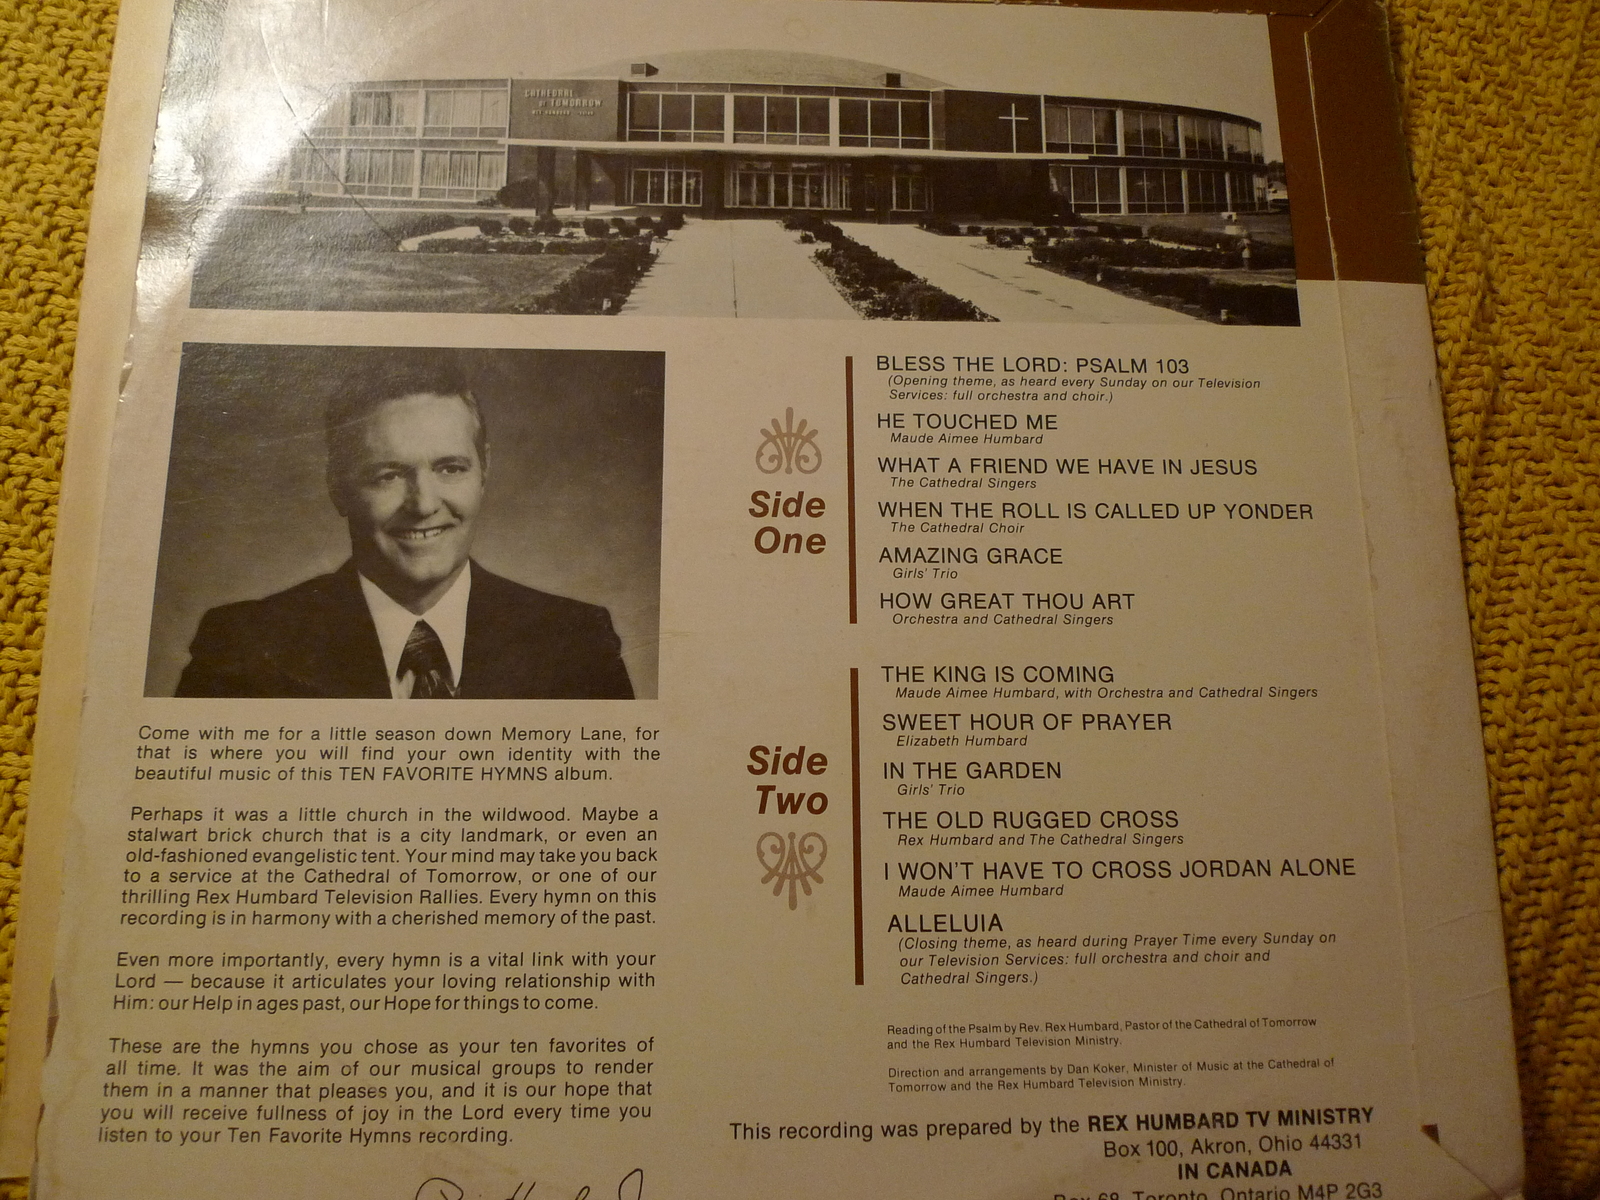 CATHEDRAL
of TOMORROW
BLESS THE LORD: PSALM 103
(Opening theme, as heard every Sunday on our Television
Services: full orchestra and choir.)
HE TOUCHED ME
Maude Aimee Humbard
WHAT A FRIEND WE HAVE IN JESUS
The Cathedral Singers
Side
One
WHEN THE ROLL IS CALLED UP YONDER
The Cathedral Choir
AMAZING GRACE
Girls' Trio
HOW GREAT THOU ART
Orchestra and Cathedral Singers
THE KING IS COMING
Maude Aimee Humbard, with Orchestra and Cathedral Singers
SWEET HOUR OF PRAYER
Elizabeth Humbard
Side
Two
IN THE GARDEN
Girls' Trio
THE OLD RUGGED CROSS
Rex Humbard and The Cathedral Singers
I WON'T HAVE TO CROSS JORDAN ALONE
Maude Aimee Humbard
ALLELUIA
(Closing theme, as heard during Prayer Time every Sunday on
our Television Services: full orchestra and choir and
Cathedral Singers.)
Come with me for a little season down Memory Lane, for
that is where you will find your own identity with the
beautiful music of this TEN FAVORITE HYMNS album.
Perhaps it was a little church in the wildwood. Maybe a
stalwart brick church that is a city landmark, or even an
old-fashioned evangelistic tent. Your mind may take you back
to a service at the Cathedral of Tomorrow, or one of our
thrilling Rex Humbard Television Rallies. Every hymn on this
recording is in harmony with a cherished memory of the past.
Even more importantly, every hymn is a vital link with your
Lord — because it articulates your loving relationship with
Him: our Help in ages past, our Hope for things to come.
These are the hymns you chose as your ten favorites of
all time. It was the aim of our musical groups to render
them in a manner that pleases you, and it is our hope that
you will receive fullness of joy in the Lord every time you
listen to your Ten Favorite Hymns recording.
Reading of the Psalm by Rev. Rex Humbard, Pastor of the Cathedral of Tomorrow
and the Rex Humbard Television Ministry.
Direction and arrangements by Dan Koker, Minister of Music at the Cathedral of
Tomorrow and the Rex Humbard Television Ministry.
This recording was prepared by the REX HUMBARD TV MINISTRY
Box 100, Akron, Ohio 44331
IN CANADA
Box 68, Toronto, Ontario M4P 2G3